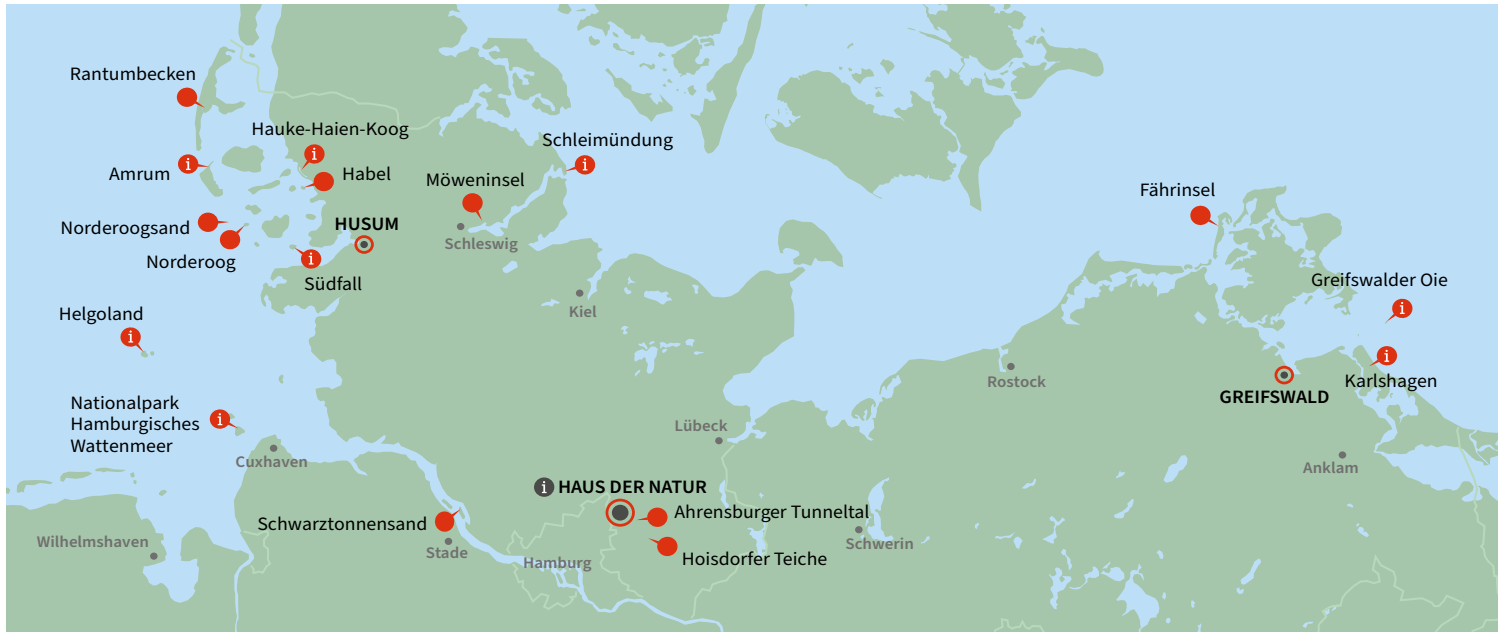 Rantumbecken
Hauke-Haien-Koog
i
Schleimündung
i
Amrum
i
Habel
Möweninsel
Fährinsel
Norderoogsand
HUSUM
Schleswig
Norderoog
i
Südfall
Greifswalder Oie
i
Kiel
Helgoland
i
Rostock
i
Karlshagen
GREIFSWALD
Nationalpark
Hamburgisches
Wattenmeer
i
Lübeck
Cuxhaven
Anklam
i HAUS DER NATUR
Ahrensburger Tunneltal
Schwarztonnensand
Wilhelmshaven
Stade
Schwerin
Hamburg
Hoisdorfer Teiche